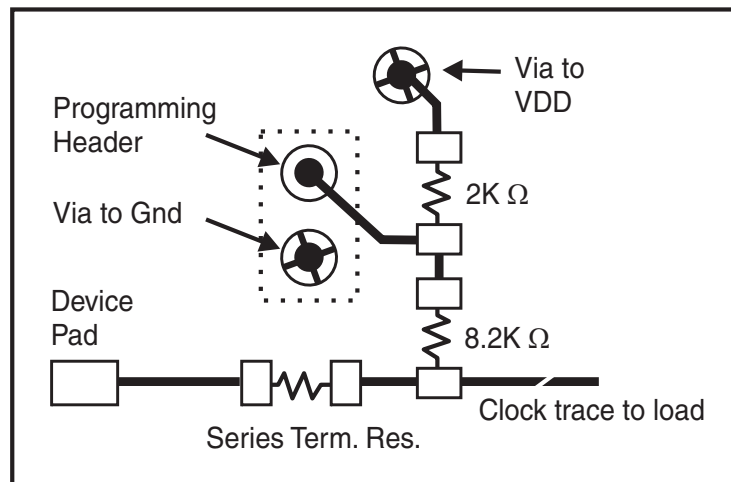 Via to
VDD
Programming
Header
2K Ω
Via to Gnd
Device
Pad
8.2K Ω
Clock trace to load
Series Term. Res.